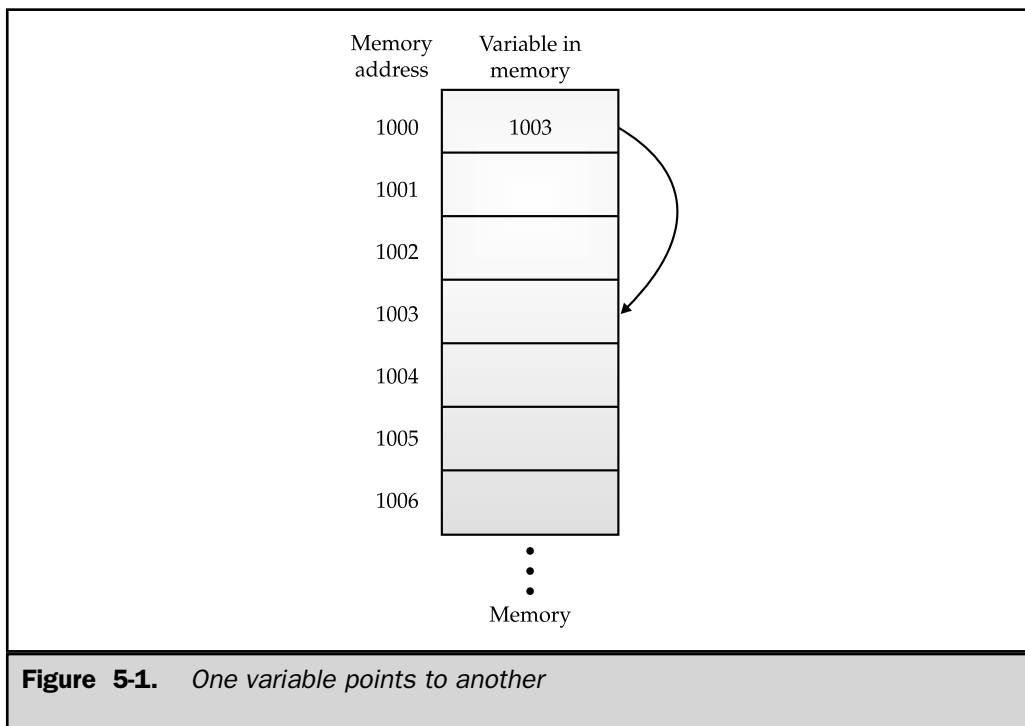 Memory address
Variable in memory
1000 1003
1001
1002
1003
1004
1005
1006
Memory
Figure 5-1. One variable points to another